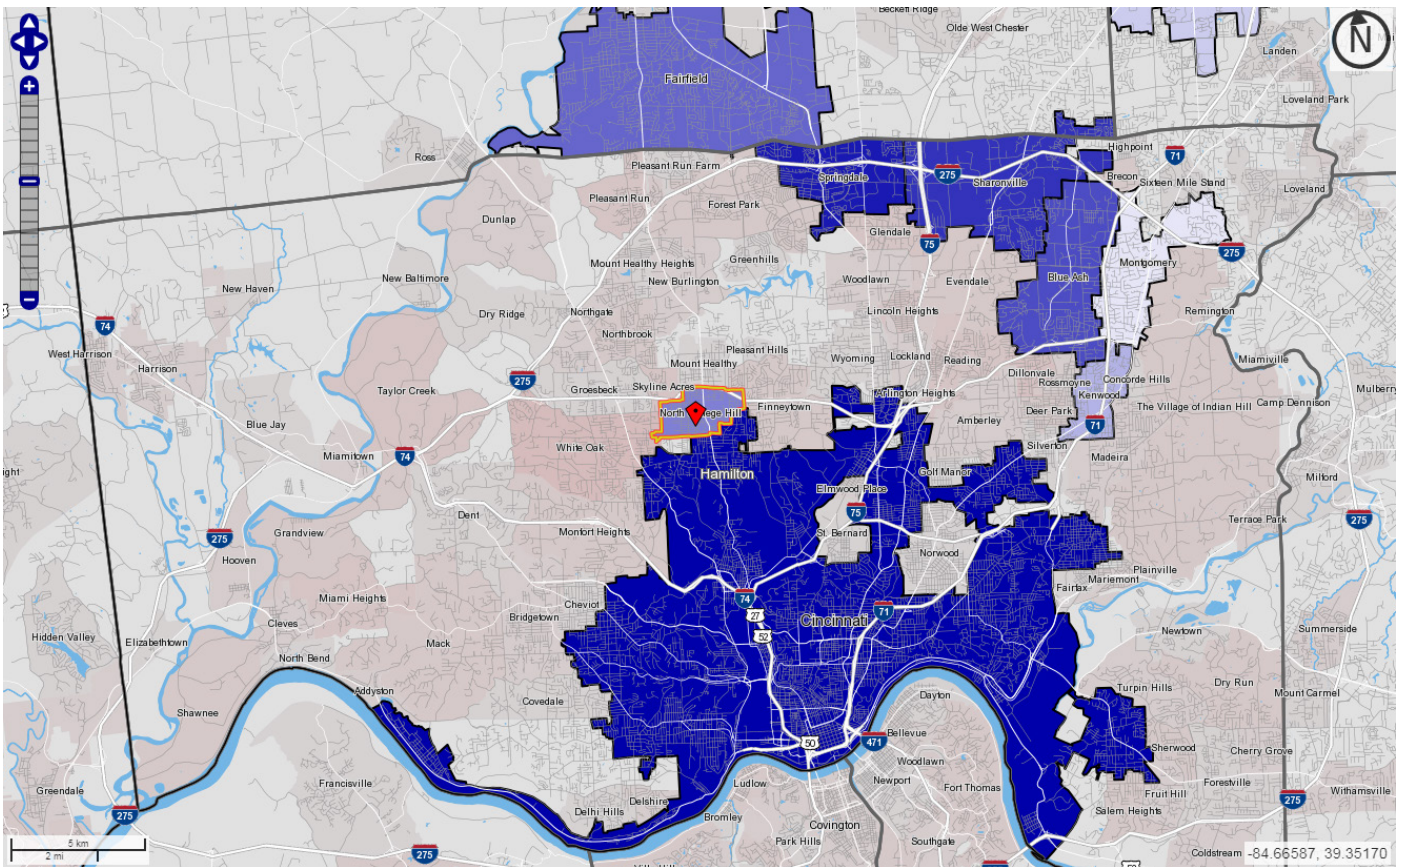 Beckett Ridge
Olde West Chester
N
Landen
Fairfield
Loveland Park
Ross
Pleasant Run Farm
Highpoint
71
275
Springdale
Sharonville
Brecon
Sixteen Mile Stand
Loveland
Pleasant Run
Forest Park
Dunlap
Glendale
75
275
Mount Healthy Heights
Greenhills
Montgomery
New Baltimore
New Burlington
Woodlawn
Evendale
Blue Ash
New Haven
Dry Ridge
Northgate
Lincoln Heights
Remington
74
Northbrook
Pleasant Hills
West Harrison
Mount Healthy
Wyoming
Lockland
Reading
Miamiville
Harrison
Dillonvale
275
Skyline Acres
Rossmoyne
Concorde Hills
Taylor Creek
Groesbeck
Arlington Heights
Kenwood
Mulberry
North
ege Hill
Finneytown
Deer Park
The Village of Indian Hill
Camp Dennison
Blue Jay
Amberley
71
White Oak
Silverton
Miamitown
74
Madeira
Hamilton
Golf Manor
Milford
Elmwood Place
Dent
75
Terrace Park
275
Grandview
Monfort Heights
St. Bernard
275
Norwood
Hooven
Plainville
Mariemont
Fairfax
Miami Heights
74
Cheviot
71
Bridgetown
27
Cleves
Cincinnati
Hidden Valley
Elizabethtown
Mack
52
Newtown
Summerside
North Bend
Dry Run
Addyston
Turpin Hills
Mount Carmel
Covedale
Dayton
Shawnee
Bellevue
50
471
Sherwood
Cherry Grove
Woodlawn
Francisville
Ludlow
Newport
Greendale
Fort Thomas
Forestville
Withamsville
Delshire
Fruit Hill
275
275
Delhi Hills
Bromley
Salem Heights
Covington
5 km
2 mi
275
Park Hills
Southgate
Coldstream
-84.66587, 39.35170